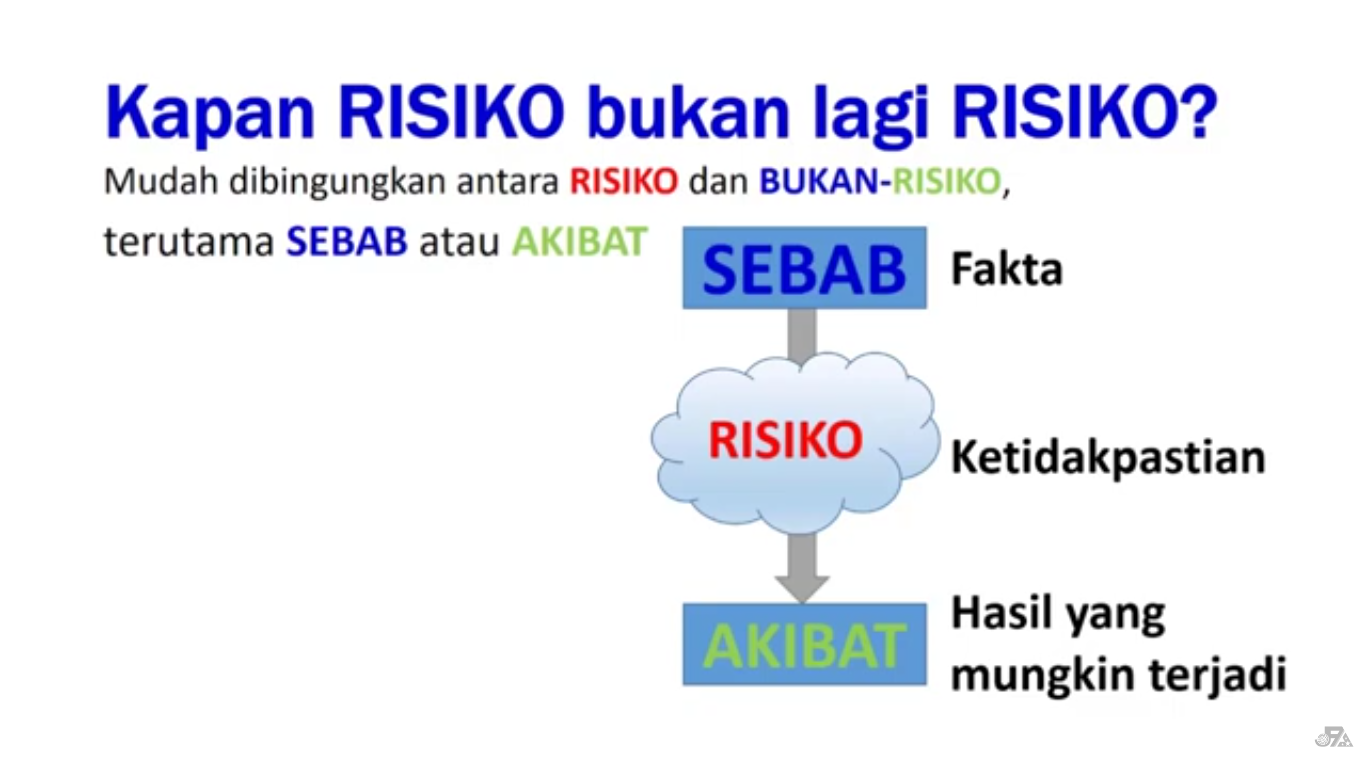 Kapan RISIKO bukan lagi RISIKO?
Mudah dibingungkan antara RISIKO dan BUKAN-RISIKO,
terutama SEBAB atau AKIBAT
SEBAB
Fakta
RISIKO
Ketidakpastian
AKIBAT
Hasil yang
mungkin terjadi